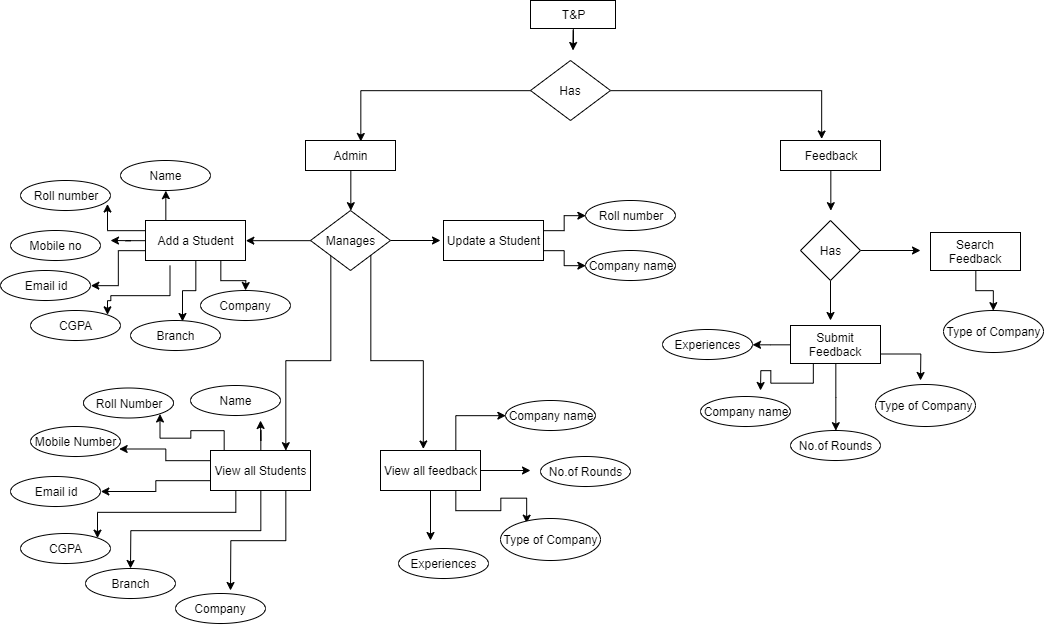 T&P
Has
Admin
Feedback
Name
Roll number
Roll number
Mobile no
Add a Student
Manages
Update a Student
Has
Search
Feedback
Email id
Company name
Company
CGPA
Branch
Type of Company
Experiences
Submit
Feedback
Roll Number
Name
Company name
Company name
Type of Company
Mobile Number
No.of Rounds
View all Students
View all feedback
No.of Rounds
Email id
CGPA
Type of Company
Experiences
Branch
Company